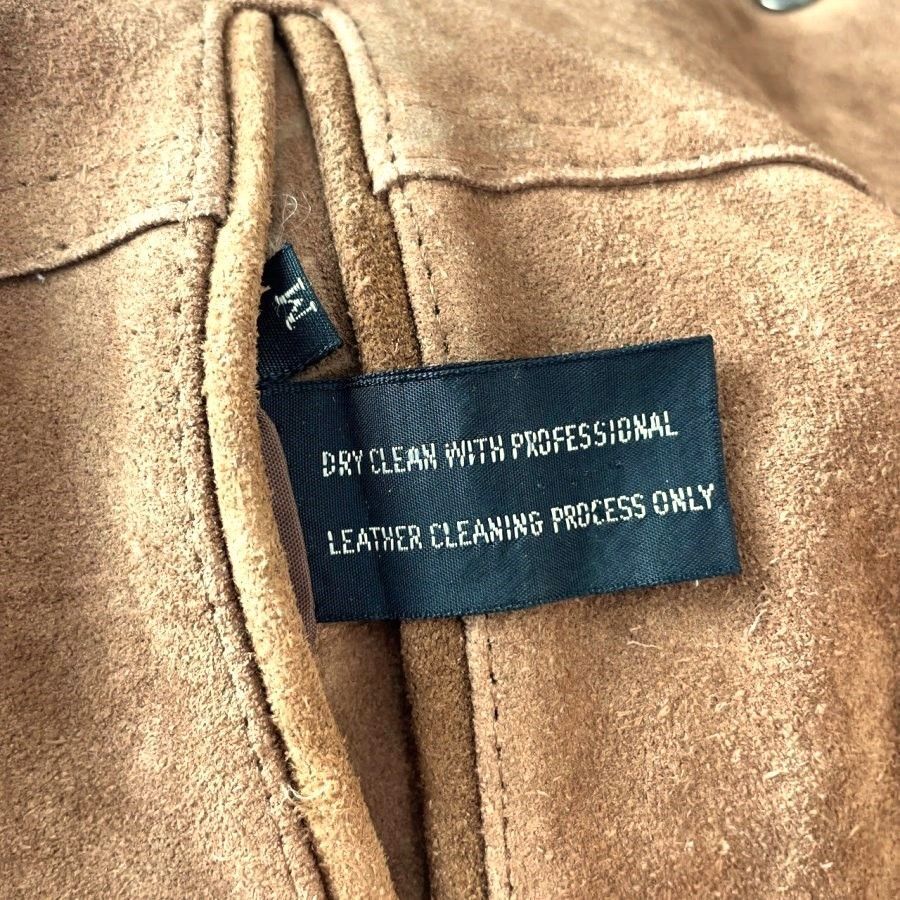 M
DRY CLEAN WITH PROFESSIONAL
LEATHER CLEANING PROCESS ONLY